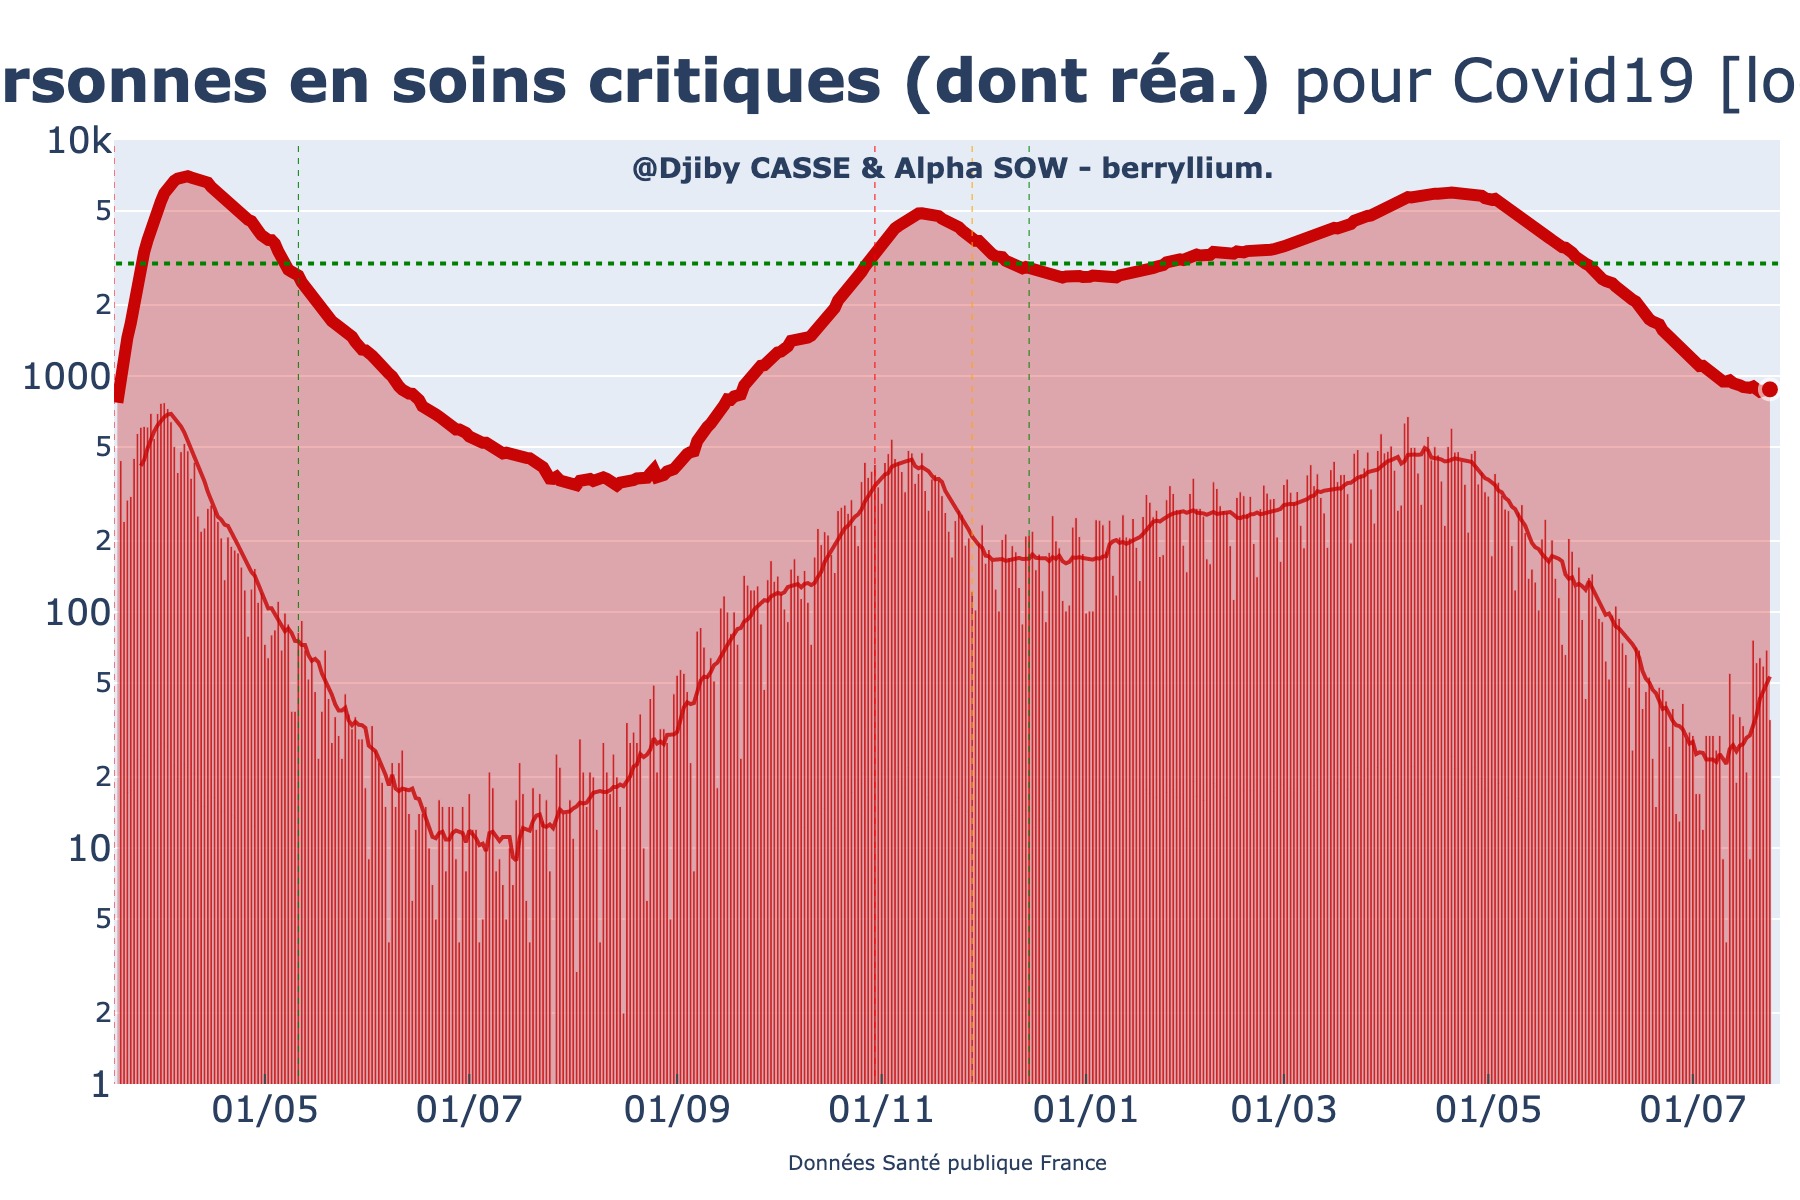 rsonnes en soins critiques (dont réa.) pour Covid19 [lo
@Djiby CASSE & Alpha SOW - berryllium.
10k
5
2
1000
5
2
100
5
2
10
5
2
1
01/05 01/07 01/09 01/11 01/01 01/03 01/05 01/07
Données Santé publique France